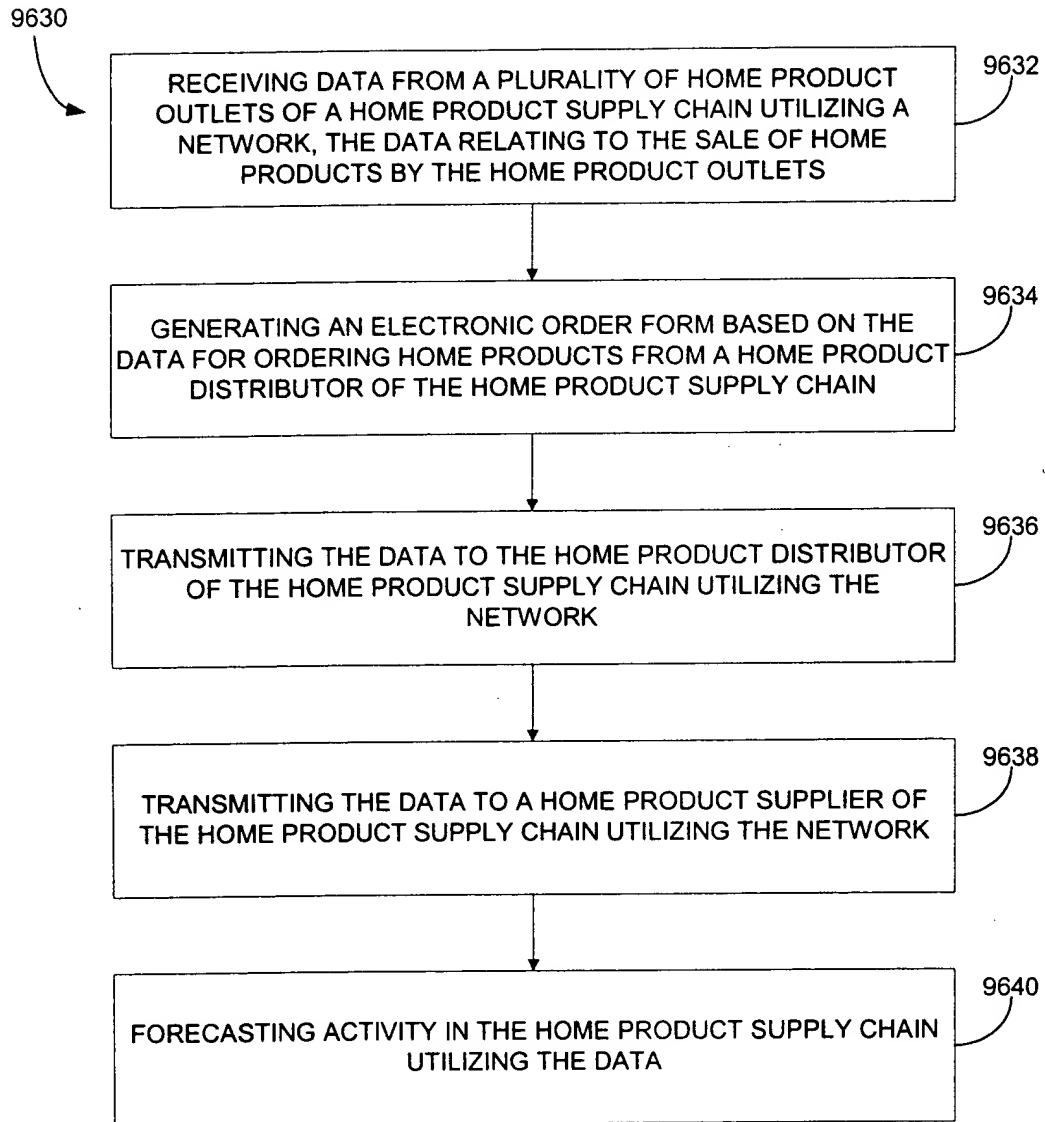 9630
9632
RECEIVING DATA FROM A PLURALITY OF HOME PRODUCT
OUTLETS OF A HOME PRODUCT SUPPLY CHAIN UTILIZING A
NETWORK, THE DATA RELATING TO THE SALE OF HOME
PRODUCTS BY THE HOME PRODUCT OUTLETS
9634
GENERATING AN ELECTRONIC ORDER FORM BASED ON THE
DATA FOR ORDERING HOME PRODUCTS FROM A HOME PRODUCT
DISTRIBUTOR OF THE HOME PRODUCT SUPPLY CHAIN
9636
TRANSMITTING THE DATA TO THE HOME PRODUCT DISTRIBUTOR
OF THE HOME PRODUCT SUPPLY CHAIN UTILIZING THE
NETWORK
9638
TRANSMITTING THE DATA TO A HOME PRODUCT SUPPLIER OF
THE HOME PRODUCT SUPPLY CHAIN UTILIZING THE NETWORK
9640
FORECASTING ACTIVITY IN THE HOME PRODUCT SUPPLY CHAIN
UTILIZING THE DATA